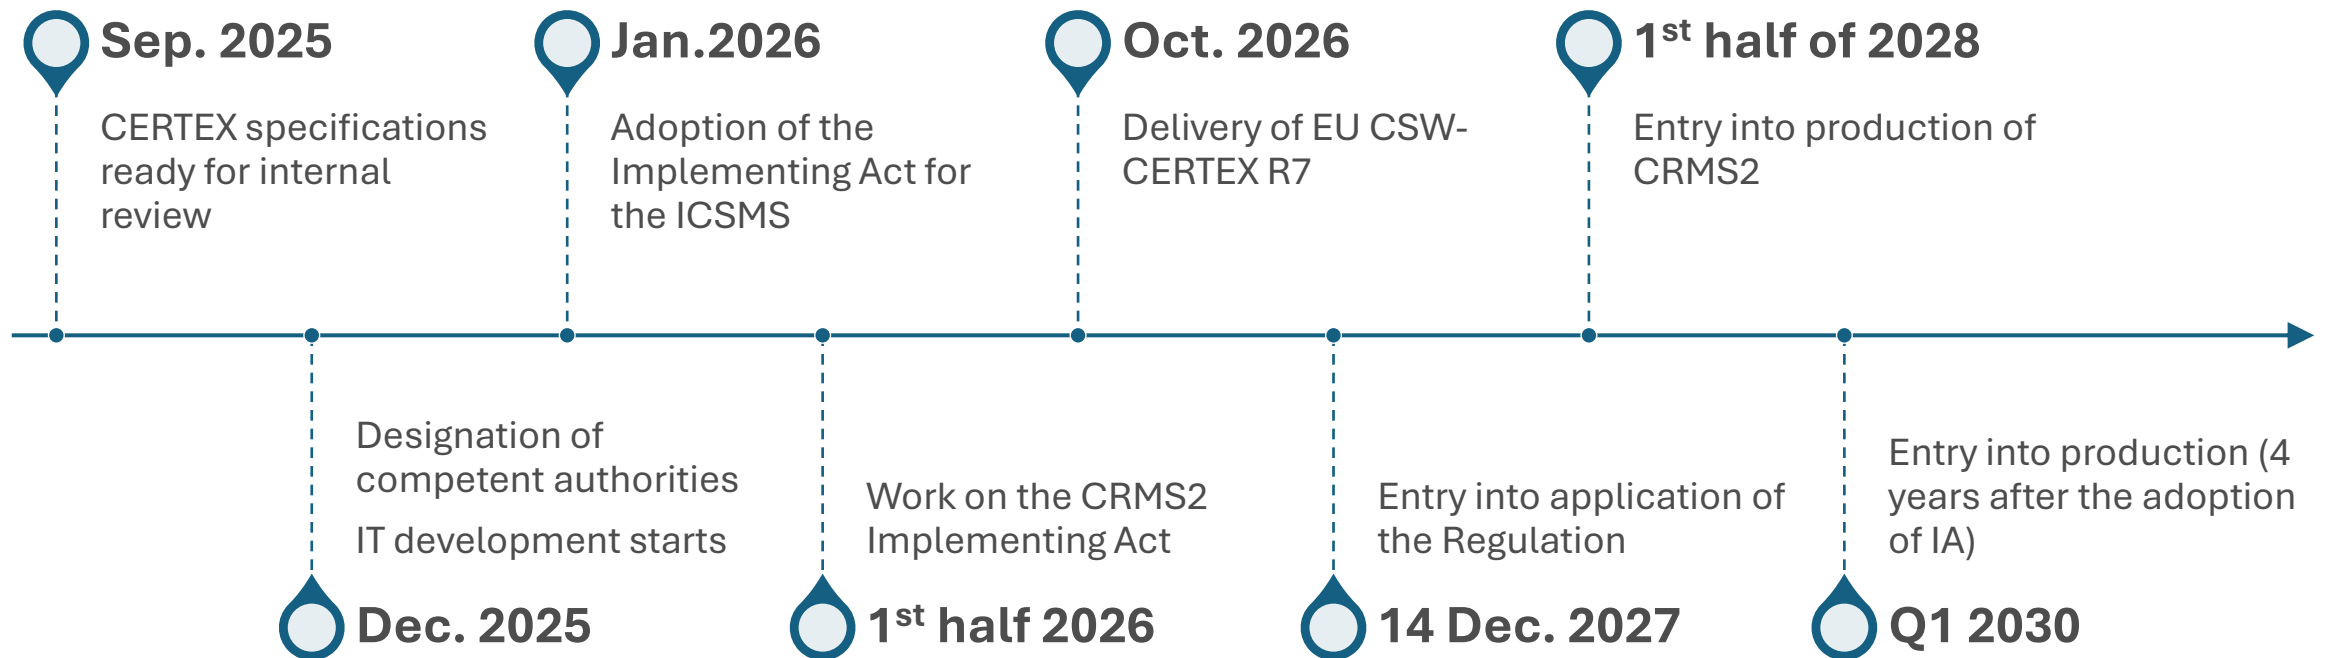 Sep. 2025
CERTEX specifications
ready for internal
review
Designation of
competent authorities
IT development starts
Dec. 2025
Jan.2026
Adoption of the
Implementing Act for
the ICSMS
Work on the CRMS2
Implementing Act
1st half 2026
Oct. 2026
Delivery of EU CSW-
CERTEX R7
Entry into application of
the Regulation
14 Dec. 2027
1st half of 2028
Entry into production of
CRMS2
Entry into production (4
years after the adoption
of IA)
Q1 2030